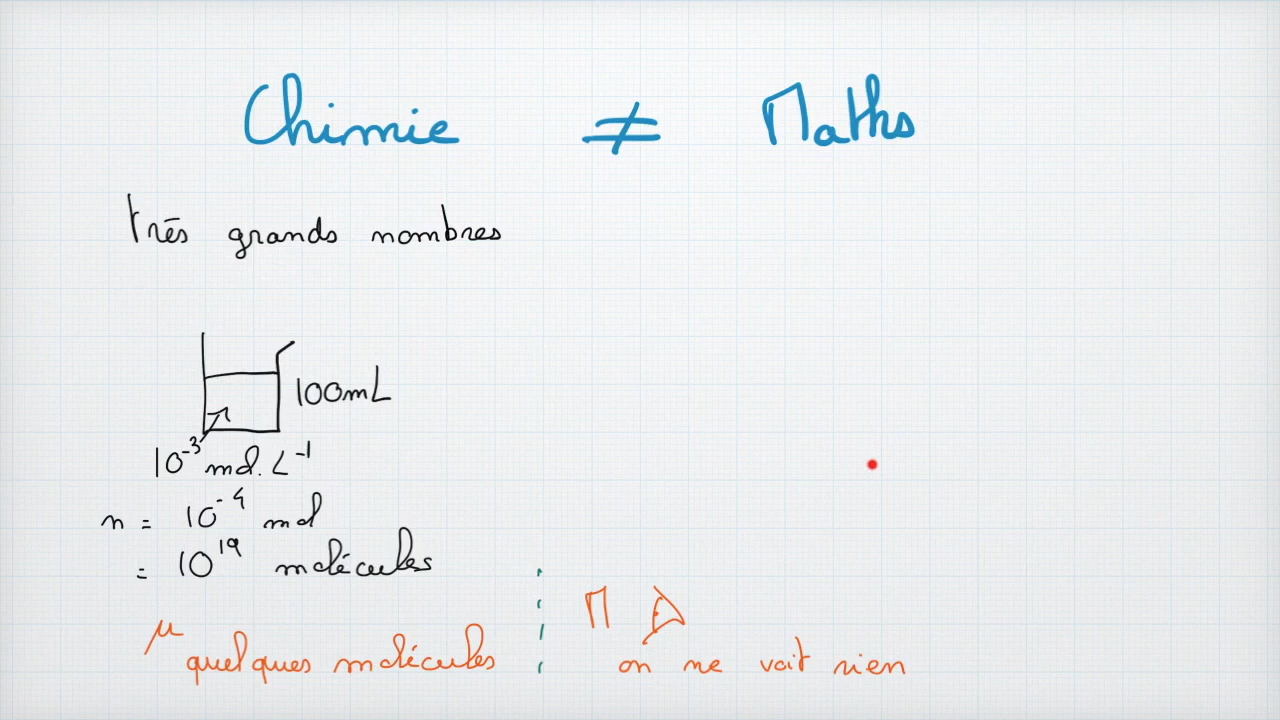 Chimie ≠ Maths
très grands nombres
100mL
10⁻³ mol.L⁻¹
n = 10⁻⁴ mol
= 10¹⁹ molécules
μ
M
quelques molécules
on ne voit rien